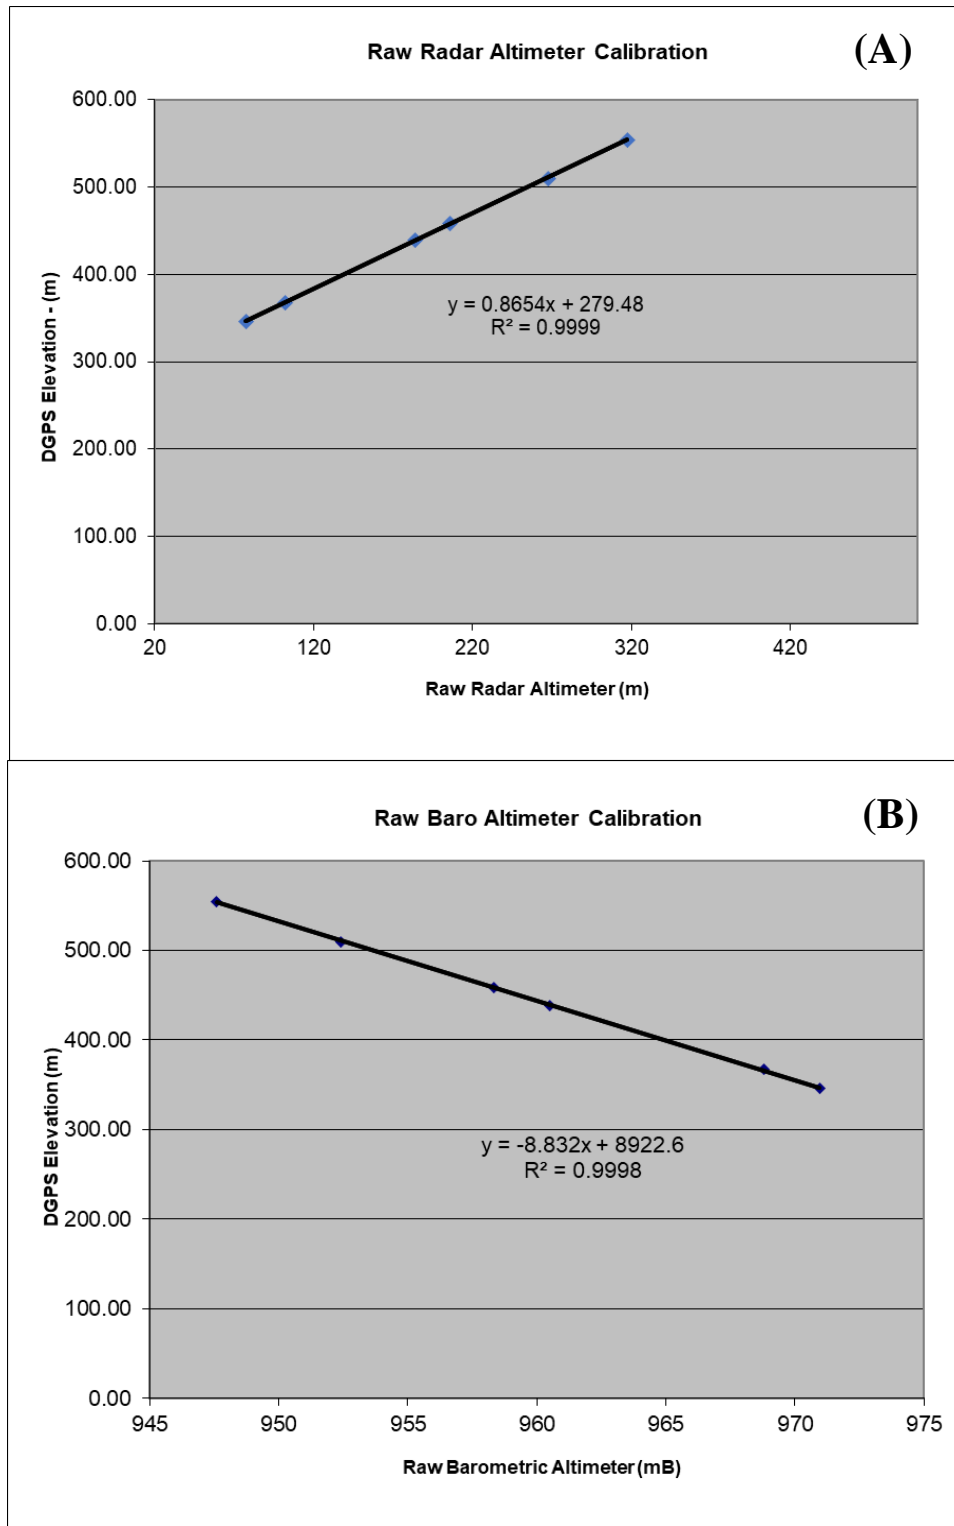 Raw Radar Altimeter Calibration
(A)
600.00
500.00
400.00
300.00
200.00
100.00
0.00
DGPS Elevation - (m)
y = 0.8654x + 279.48
R² = 0.9999
20 120 220 320 420
Raw Radar Altimeter (m)
Raw Baro Altimeter Calibration
(B)
600.00
500.00
400.00
300.00
200.00
100.00
0.00
DGPS Elevation (m)
y = -8.832x + 8922.6
R² = 0.9998
945 950 955 960 965 970 975
Raw Barometric Altimeter (mB)